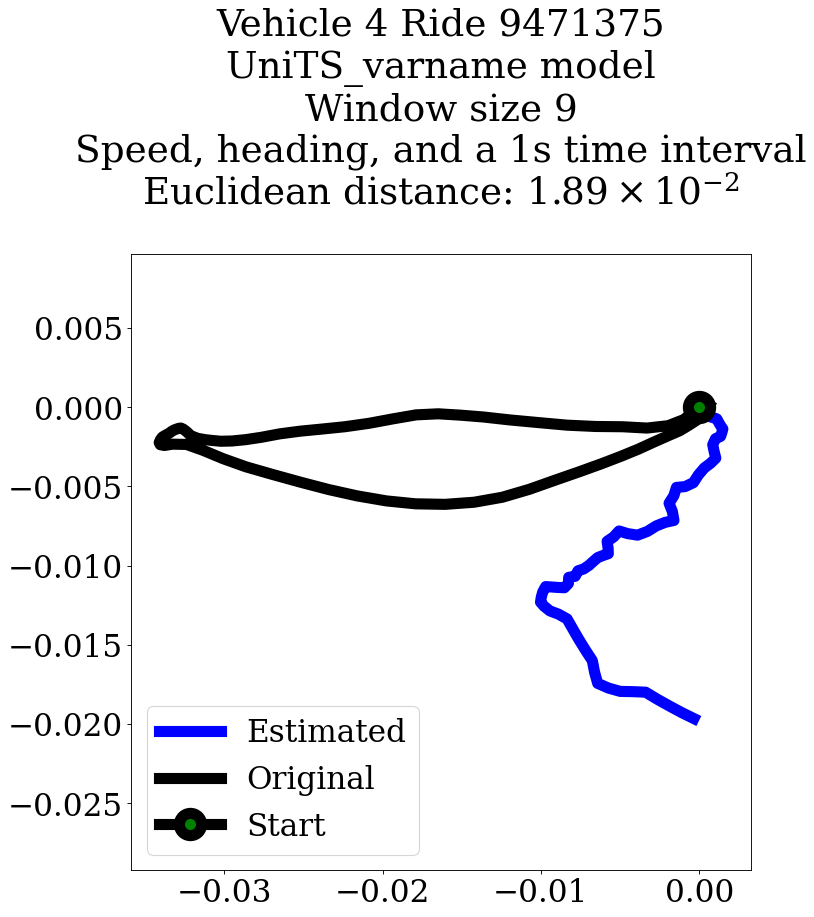 Vehicle 4 Ride 9471375
UniTS_varname model
Window size 9
Speed, heading, and a 1s time interval
Euclidean distance: 1.89 × 10⁻²
0.005
0.000
−0.005
−0.010
−0.015
−0.020
−0.025
Estimated
Original
Start
−0.03
−0.02
−0.01
0.00